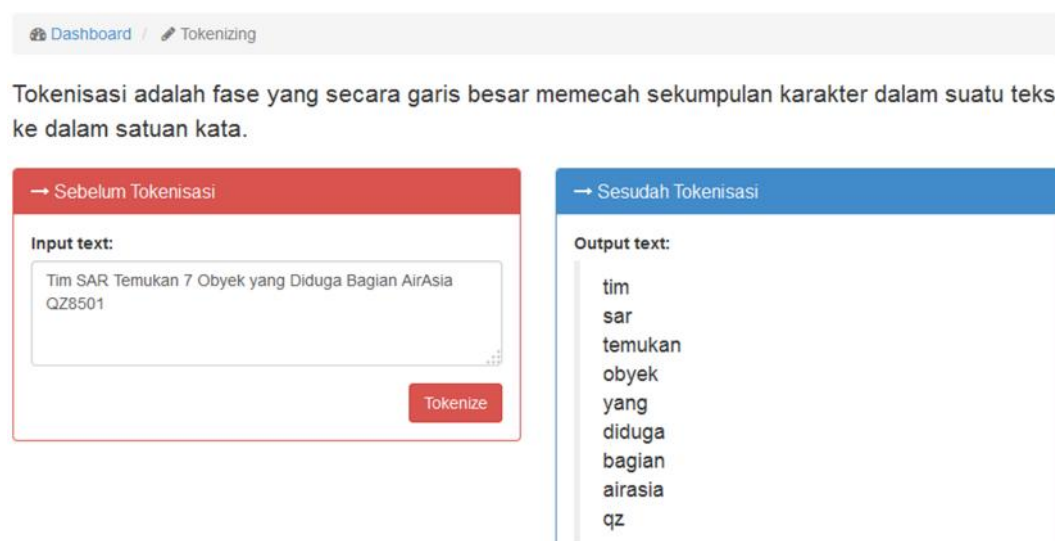 Dashboard / Tokenizing
Tokenisasi adalah fase yang secara garis besar memecah sekumpulan karakter dalam suatu teks
ke dalam satuan kata.
→ Sebelum Tokenisasi
Input text:
Tim SAR Temukan 7 Obyek yang Diduga Bagian AirAsia
QZ8501
Tokenize
→ Sesudah Tokenisasi
Output text:
tim
sar
temukan
obyek
yang
diduga
bagian
airasia
qz